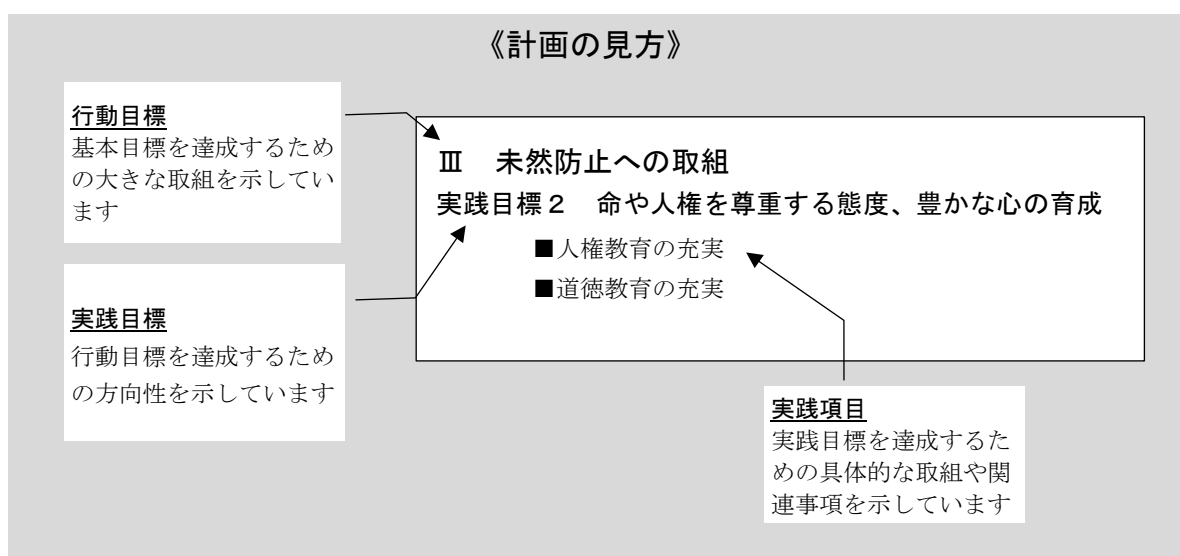 《計画の見方》
行動目標
基本目標を達成するため
の大きな取組を示してい
ます
Ⅲ 未然防止への取組
実践目標２ 命や人権を尊重する態度、豊かな心の育成
■人権教育の充実
■道徳教育の充実
実践目標
行動目標を達成するため
の方向性を示しています
実践項目
実践目標を達成するた
めの具体的な取組や関
連事項を示しています